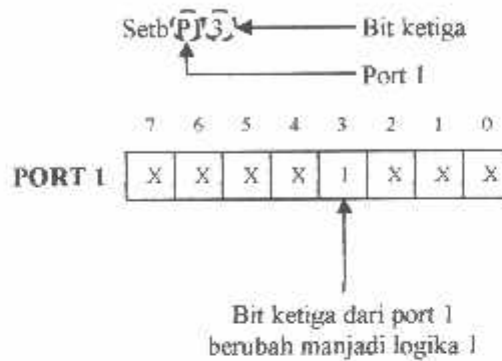 Setb P1 3 Bit ketiga
Port 1
7 6 5 4 3 2 1 0
PORT 1 X X X X 1 X X X
Bit ketiga dari port 1
berubah manjadi logika 1